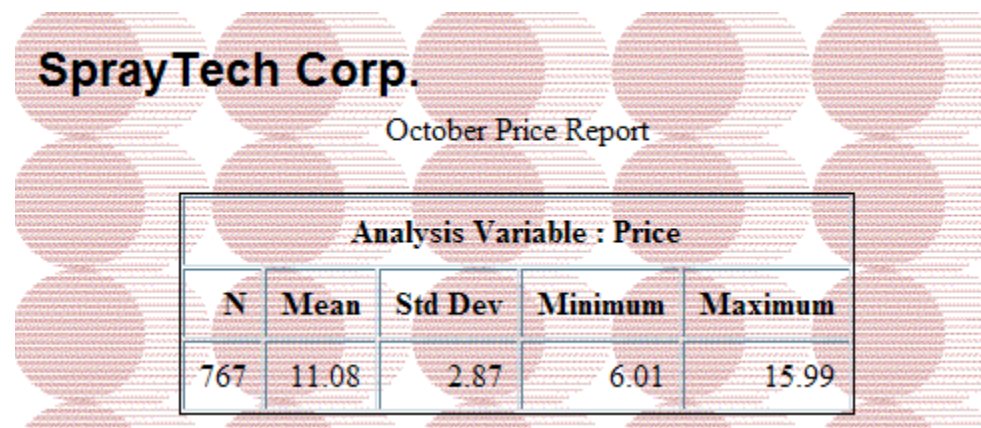 SprayTech Corp.
October Price Report
Analysis Variable : Price
N Mean Std Dev Minimum Maximum
767 11.08 2.87 6.01 15.99